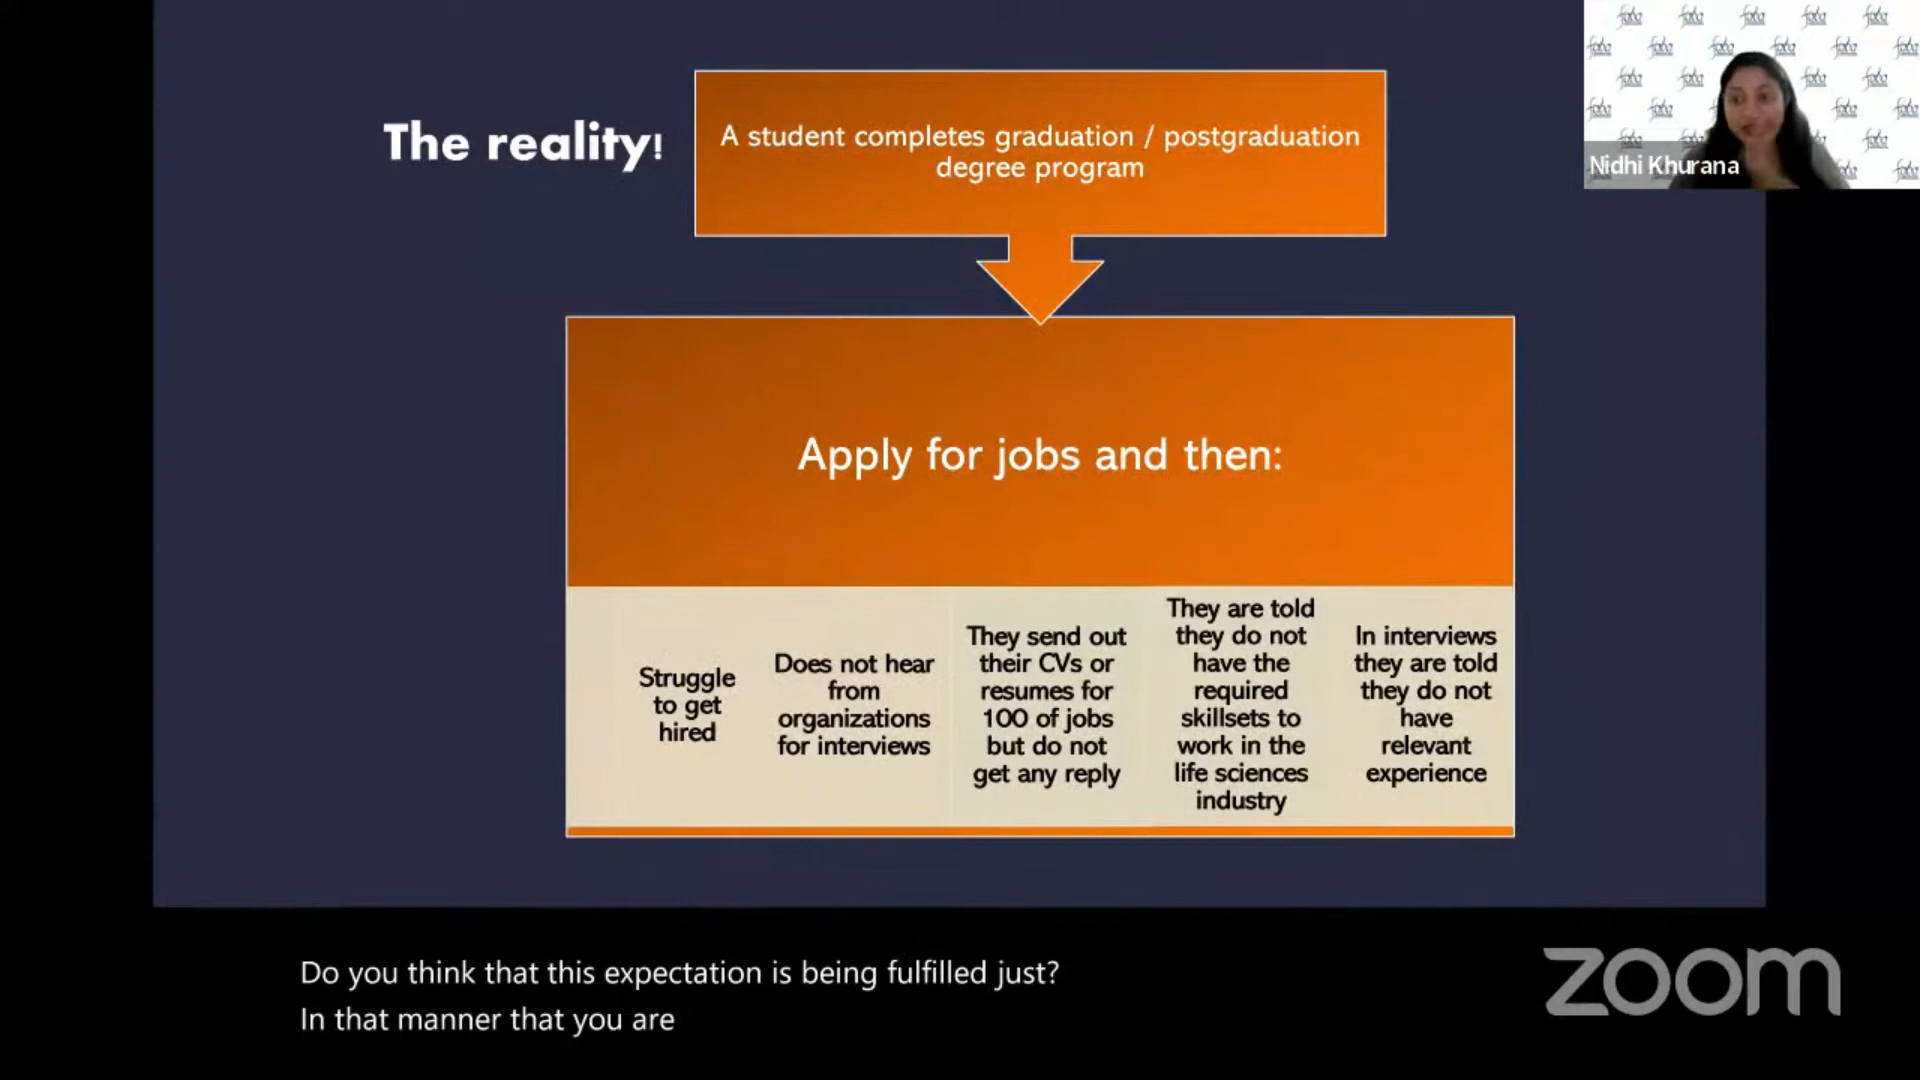 The reality!
A student completes graduation / postgraduation
degree program
Nidhi Khurana
Apply for jobs and then:
Struggle
to get
hired
Does not hear
from
organizations
for interviews
They send out
their CVs or
resumes for
100 of jobs
but do not
get any reply
They are told
they do not
have the
required
skillsets to
work in the
life sciences
industry
In interviews
they are told
they do not
have
relevant
experience
Do you think that this expectation is being fulfilled just?
In that manner that you are
zoom